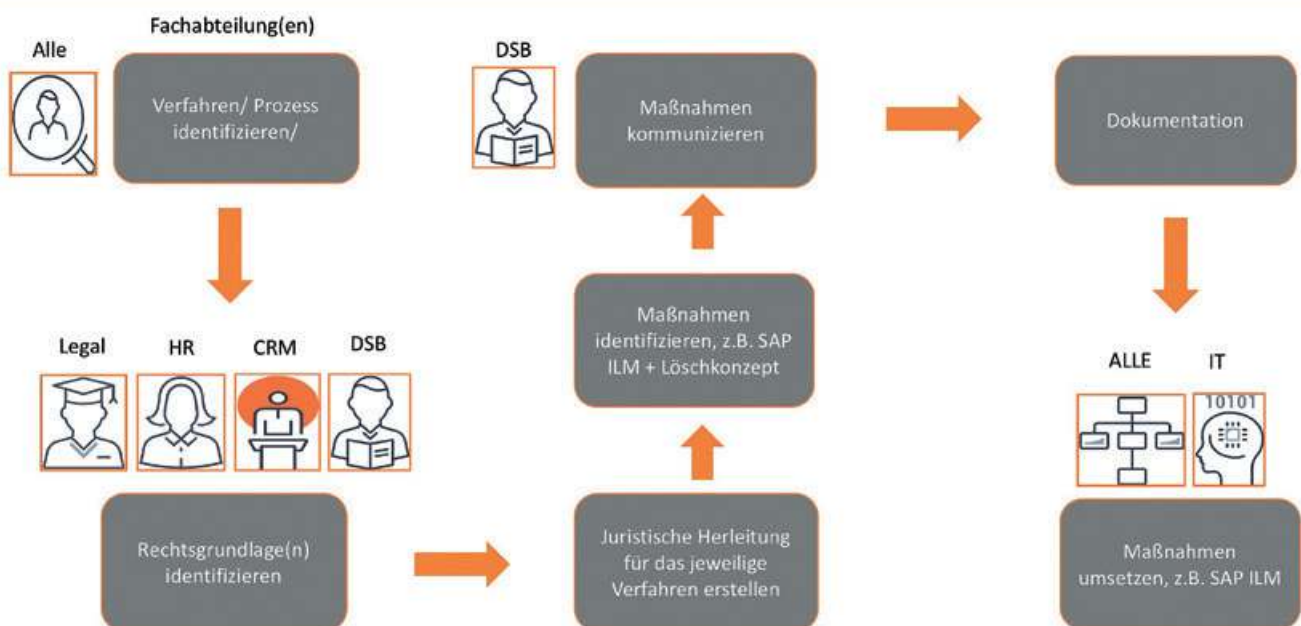 Fachabteilung(en)
Alle
Verfahren/ Prozess
identifizieren/
Legal
HR
CRM
DSB
Rechtsgrundlage(n)
identifizieren
Juristische Herleitung
für das jeweilige
Verfahren erstellen
Maßnahmen
identifizieren, z.B. SAP
ILM + Löschkonzept
DSB
Maßnahmen
kommunizieren
Dokumentation
ALLE
IT
10101
Maßnahmen
umsetzen, z.B. SAP ILM